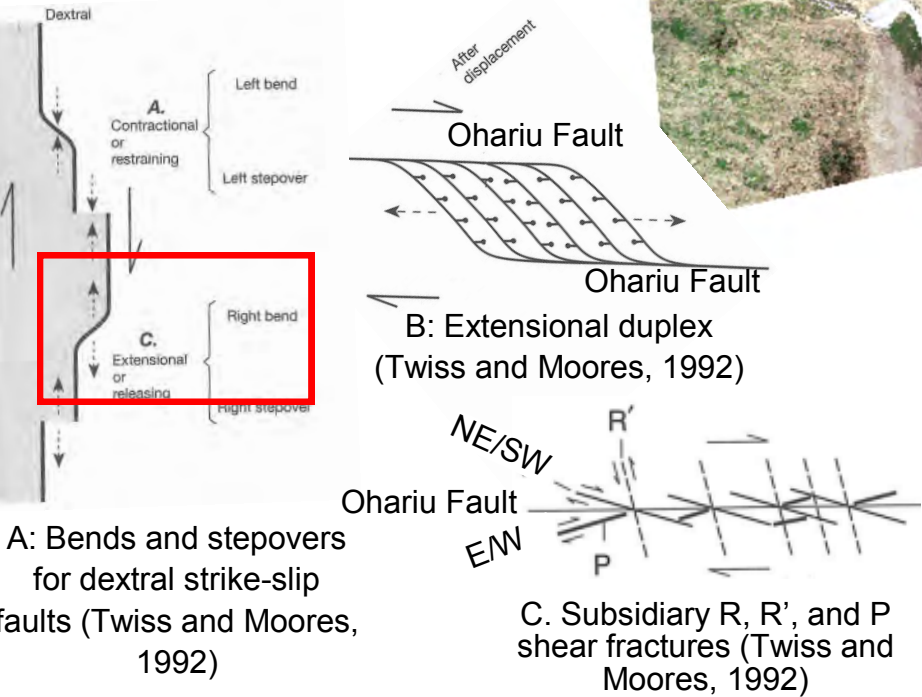 Dextral
A.
Contractional
or
restraining
Left bend
Left stepover
C.
Extensional
or
releasing
Right bend
Right stepover
A: Bends and stepovers
for dextral strike-slip
faults (Twiss and Moores,
1992)
After
displacement
Ohariu Fault
Ohariu Fault
B: Extensional duplex
(Twiss and Moores, 1992)
NE/SW
R′
Ohariu Fault
E/W
P
C. Subsidiary R, R’, and P
shear fractures (Twiss and
Moores, 1992)